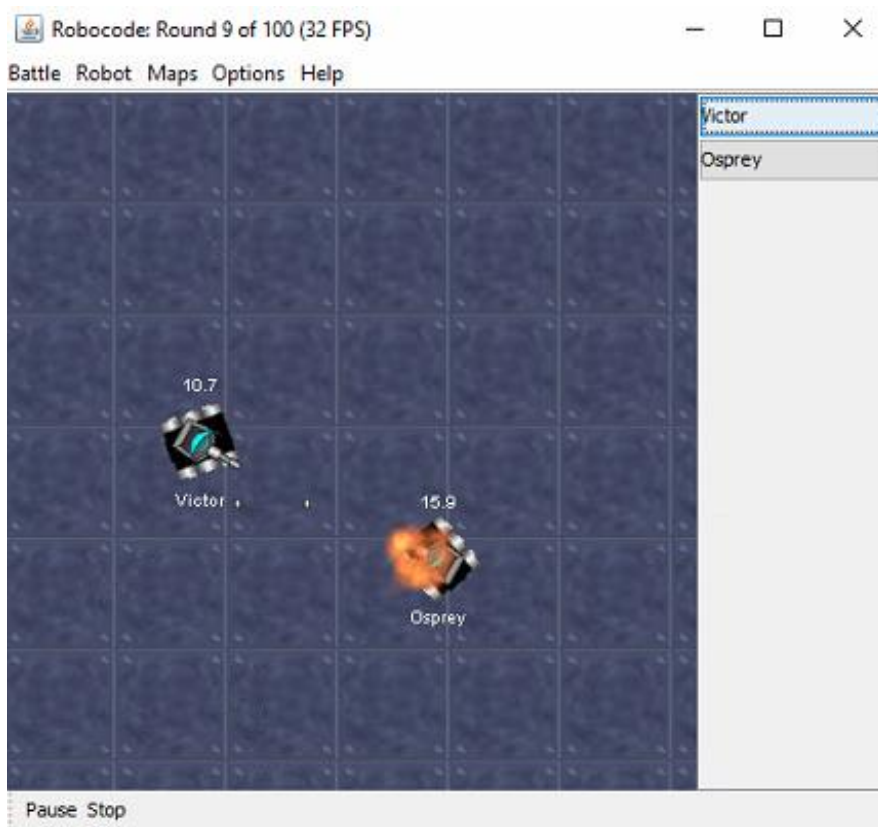 Robocode: Round 9 of 100 (32 FPS)
Battle Robot Maps Options Help
Victor
Osprey
10.7
Victor
15.9
Osprey
Pause Stop